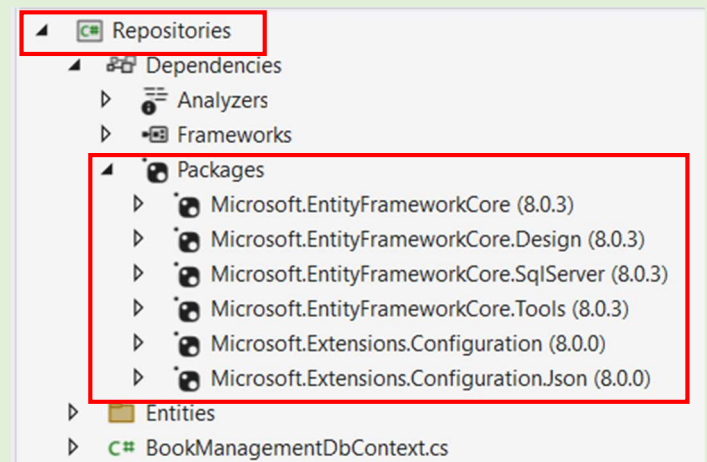 C# Repositories
Dependencies
Analyzers
Frameworks
Packages
Microsoft.EntityFrameworkCore (8.0.3)
Microsoft.EntityFrameworkCore.Design (8.0.3)
Microsoft.EntityFrameworkCore.SqlServer (8.0.3)
Microsoft.EntityFrameworkCore.Tools (8.0.3)
Microsoft.Extensions.Configuration (8.0.0)
Microsoft.Extensions.Configuration.Json (8.0.0)
Entities
C# BookManagementDbContext.cs